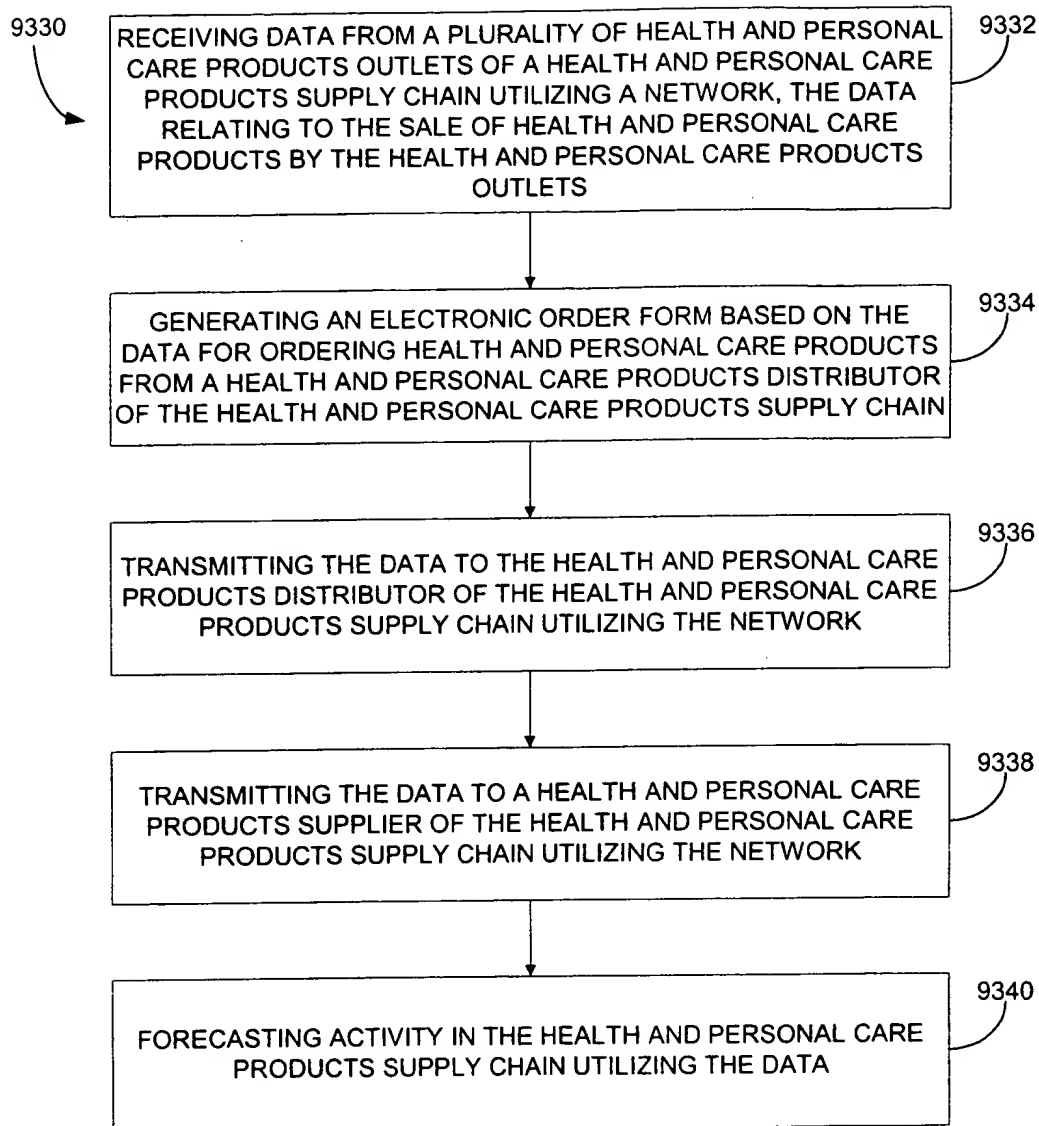 9330
9332
RECEIVING DATA FROM A PLURALITY OF HEALTH AND PERSONAL
CARE PRODUCTS OUTLETS OF A HEALTH AND PERSONAL CARE
PRODUCTS SUPPLY CHAIN UTILIZING A NETWORK, THE DATA
RELATING TO THE SALE OF HEALTH AND PERSONAL CARE
PRODUCTS BY THE HEALTH AND PERSONAL CARE PRODUCTS
OUTLETS
9334
GENERATING AN ELECTRONIC ORDER FORM BASED ON THE
DATA FOR ORDERING HEALTH AND PERSONAL CARE PRODUCTS
FROM A HEALTH AND PERSONAL CARE PRODUCTS DISTRIBUTOR
OF THE HEALTH AND PERSONAL CARE PRODUCTS SUPPLY CHAIN
9336
TRANSMITTING THE DATA TO THE HEALTH AND PERSONAL CARE
PRODUCTS DISTRIBUTOR OF THE HEALTH AND PERSONAL CARE
PRODUCTS SUPPLY CHAIN UTILIZING THE NETWORK
9338
TRANSMITTING THE DATA TO A HEALTH AND PERSONAL CARE
PRODUCTS SUPPLIER OF THE HEALTH AND PERSONAL CARE
PRODUCTS SUPPLY CHAIN UTILIZING THE NETWORK
9340
FORECASTING ACTIVITY IN THE HEALTH AND PERSONAL CARE
PRODUCTS SUPPLY CHAIN UTILIZING THE DATA